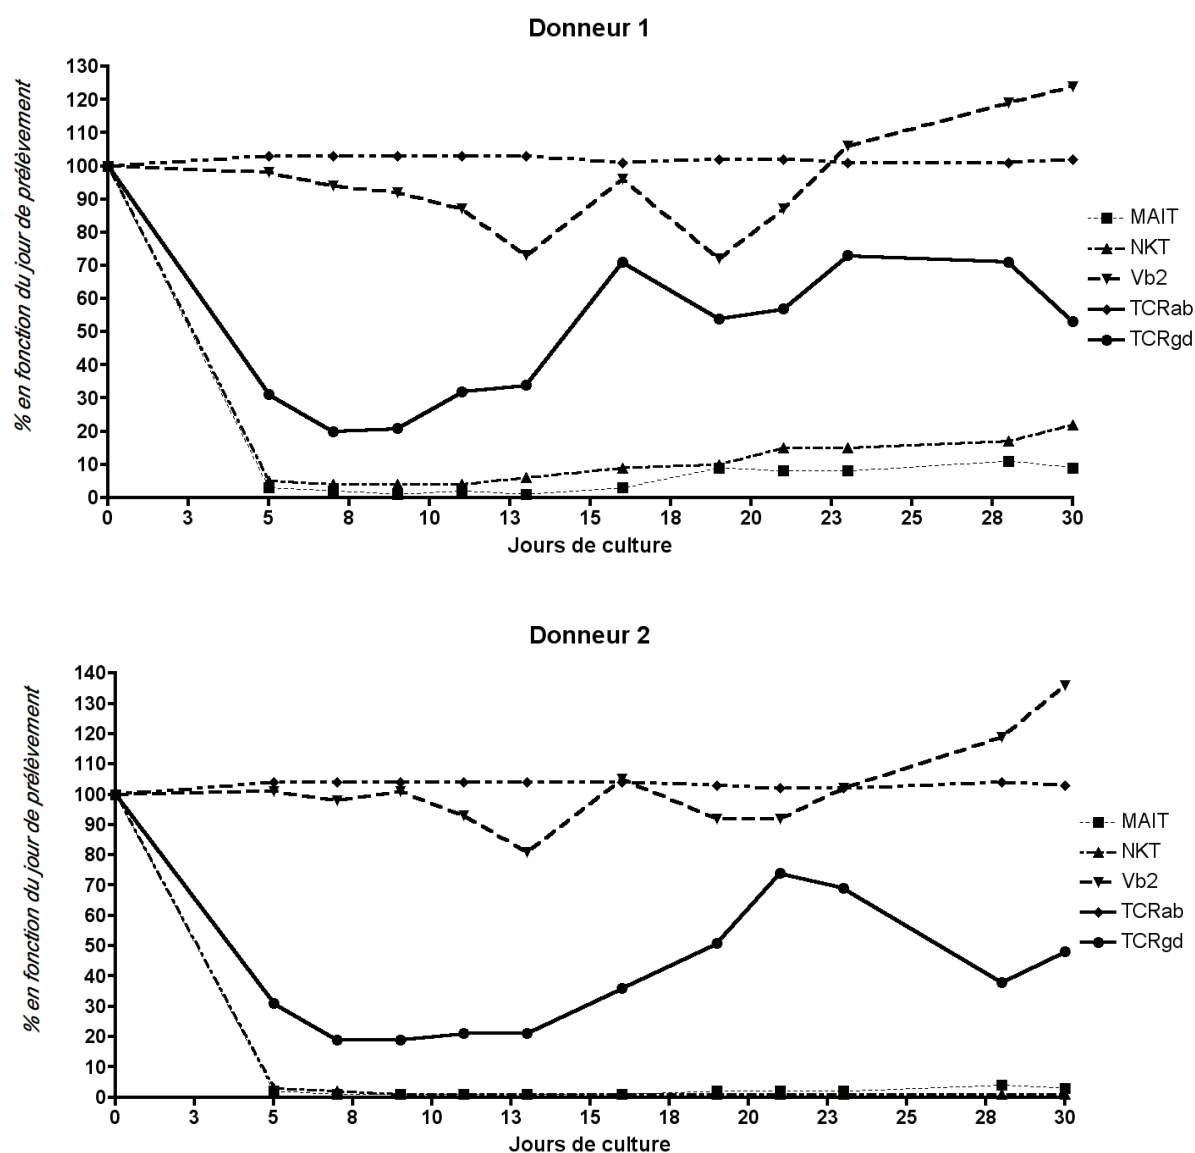 Donneur 1
% en fonction du jour de prélèvement
130
120
110
100
90
80
70
60
50
40
30
20
10
0
0 3 5 8 10 13 15 18 20 23 25 28 30
Jours de culture
MAIT
NKT
Vb2
TCRab
TCRgd
Donneur 2
% en fonction du jour de prélèvement
140
130
120
110
100
90
80
70
60
50
40
30
20
10
0
0 3 5 8 10 13 15 18 20 23 25 28 30
Jours de culture
MAIT
NKT
Vb2
TCRab
TCRgd